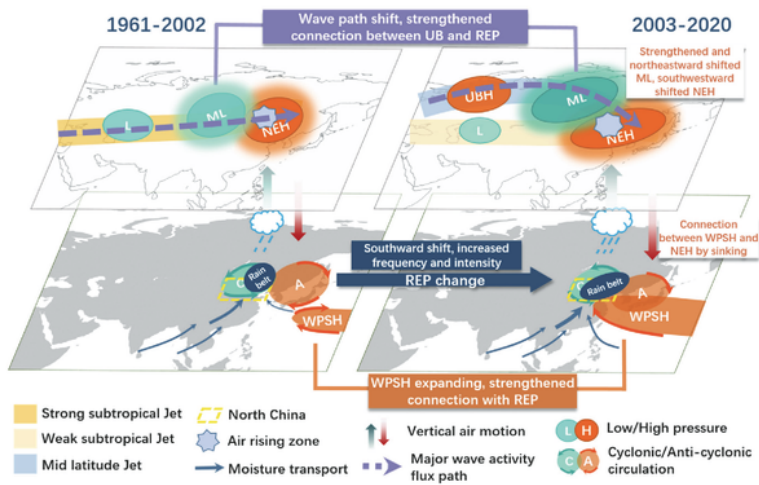 1961-2002
Wave path shift, strengthened
connection between UB and REP
2003-2020
Strengthened and
northeastward shifted
ML, southwestward
shifted NEH
L
ML
NEH
UBH
ML
L
NEH
Southward shift, increased
frequency and intensity
REP change
Connection
between WPSH and
NEH by sinking
C
Rain
belt
A
WPSH
C
Rain belt
A
WPSH
WPSH expanding, strengthened
connection with REP
Strong subtropical Jet
Weak subtropical Jet
Mid latitude Jet
North China
Air rising zone
Moisture transport
Vertical air motion
Major wave activity
flux path
L H Low/High pressure
C A Cyclonic/Anti-cyclonic
circulation